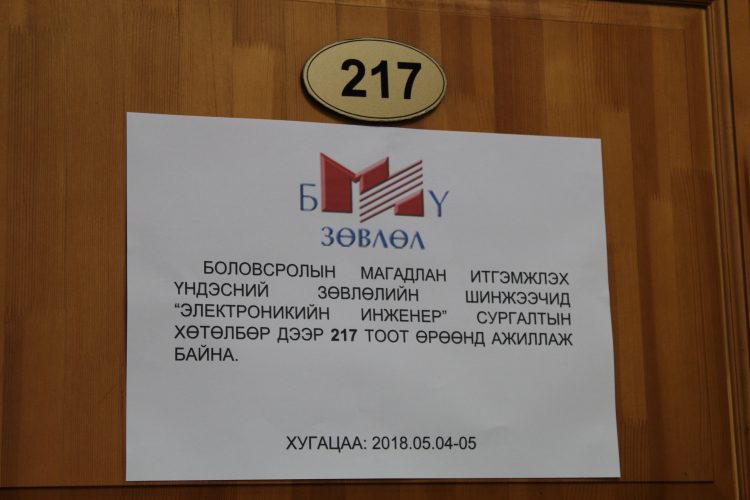 217
БМИҮ
ЗӨВЛӨЛ
БОЛОВСРОЛЫН МАГАДЛАН ИТГЭМЖЛЭХ
ҮНДЭСНИЙ ЗӨВЛӨЛИЙН ШИНЖЭЭЧИД
“ЭЛЕКТРОНИКИЙН ИНЖЕНЕР” СУРГАЛТЫН
ХӨТӨЛБӨР ДЭЭР 217 ТООТ ӨРӨӨНД АЖИЛЛАЖ
БАЙНА.
ХУГАЦАА: 2018.05.04-05